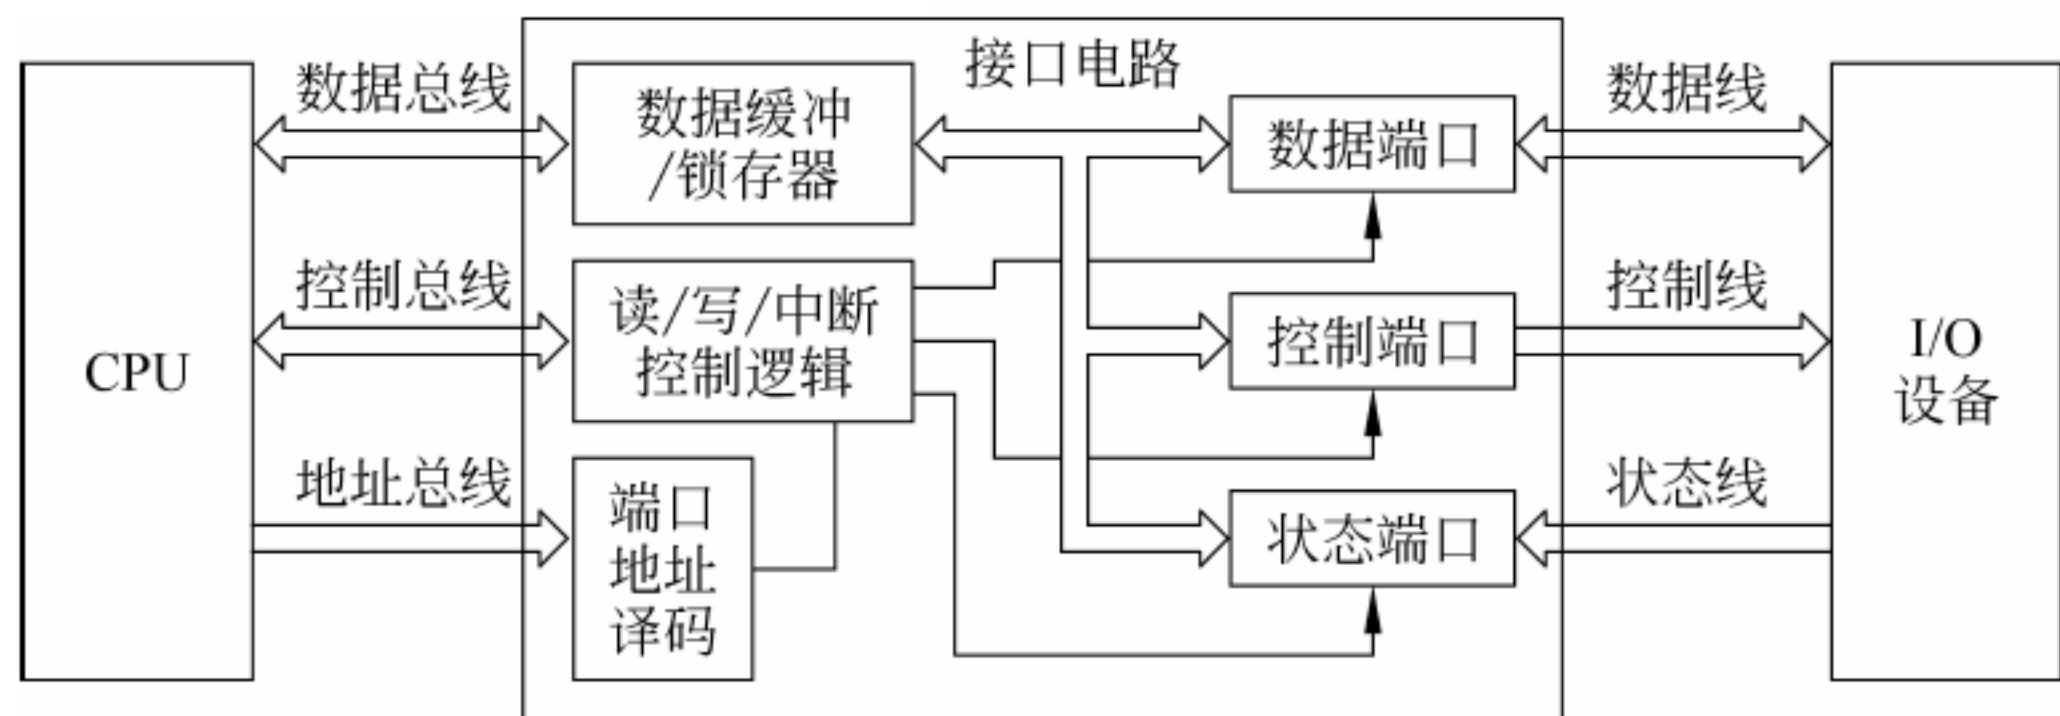 接口电路
CPU
数据总线
控制总线
地址总线
数据缓冲
/锁存器
读/写/中断
控制逻辑
端口
地址
译码
数据端口
控制端口
状态端口
数据线
控制线
状态线
I/O
设备